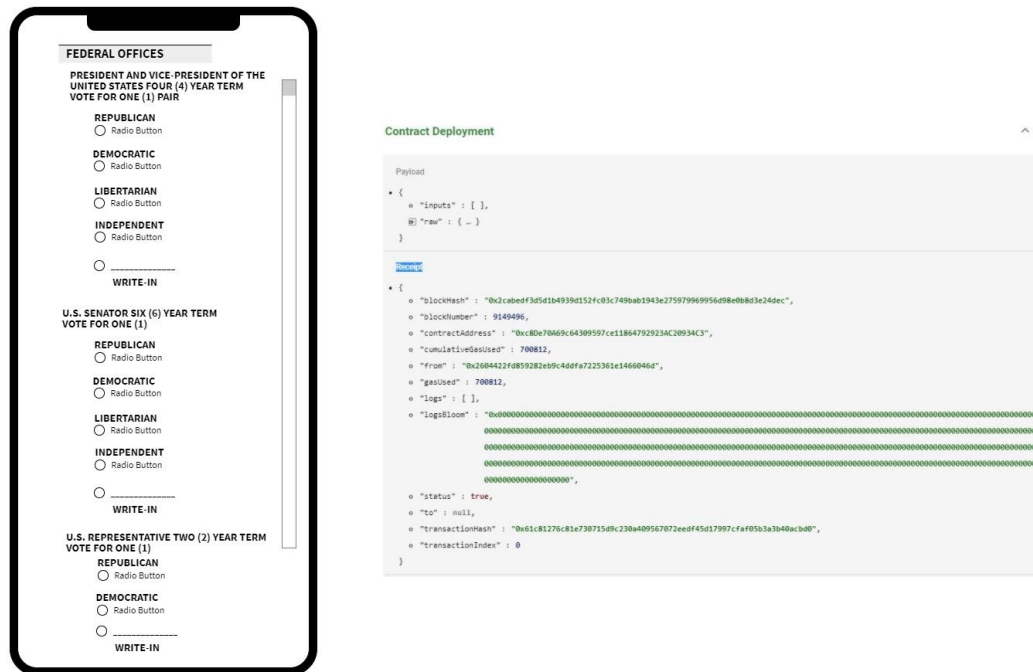 FEDERAL OFFICES
PRESIDENT AND VICE-PRESIDENT OF THE
UNITED STATES FOUR (4) YEAR TERM
VOTE FOR ONE (1) PAIR
REPUBLICAN
Radio Button
DEMOCRATIC
Radio Button
LIBERTARIAN
Radio Button
INDEPENDENT
Radio Button
______________
WRITE-IN
U.S. SENATOR SIX (6) YEAR TERM
VOTE FOR ONE (1)
REPUBLICAN
Radio Button
DEMOCRATIC
Radio Button
LIBERTARIAN
Radio Button
INDEPENDENT
Radio Button
______________
WRITE-IN
U.S. REPRESENTATIVE TWO (2) YEAR TERM
VOTE FOR ONE (1)
REPUBLICAN
Radio Button
DEMOCRATIC
Radio Button
______________
WRITE-IN
Contract Deployment
Payload
{
"inputs" : [ ],
"raw" : { … }
}
Receipt
{
"blockHash" : "0x2cabedf3d5d1b4939d152fc03c749bab1943e275979969956d98e0b8d3e24dec",
"blockNumber" : 9149496,
"contractAddress" : "0xc8De70A69c64309597ce11864792923AC20934C3",
"cumulativeGasUsed" : 700812,
"from" : "0x2604422fd859282eb9c4ddfa7225361e1466046d",
"gasUsed" : 700812,
"logs" : [ ],
"logsBloom" :
"status" : true,
"to" : null,
"transactionHash" : "0x61c81276c81e730715d9c230a409567072eedf45d17997cfaf05b3a3b40acbd0",
"transactionIndex" : 0
}